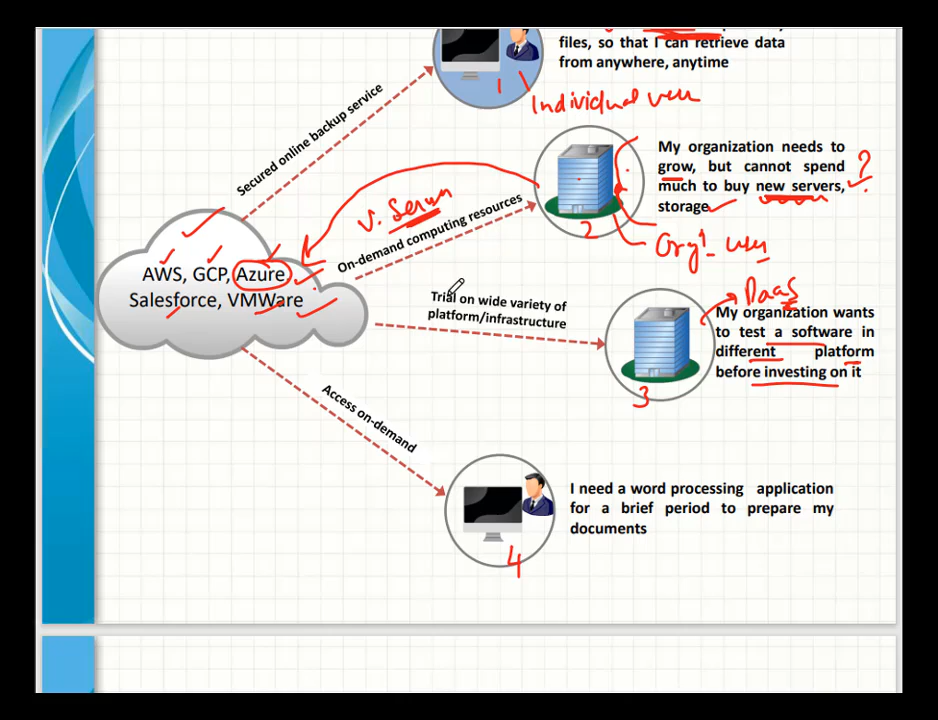 files, so that I can retrieve data
from anywhere, anytime
1
Individual user
Secured online backup service
My organization needs to
grow, but cannot spend
much to buy new servers,
storage
?
2
Orgn user
V. Server
On-demand computing resources
AWS, GCP, Azure,
Salesforce, VMWare
Trial on wide variety of
platform/infrastructure
PaaS
My organization wants
to test a software in
different platform
before investing on it
3
Access on-demand
I need a word processing application
for a brief period to prepare my
documents
4